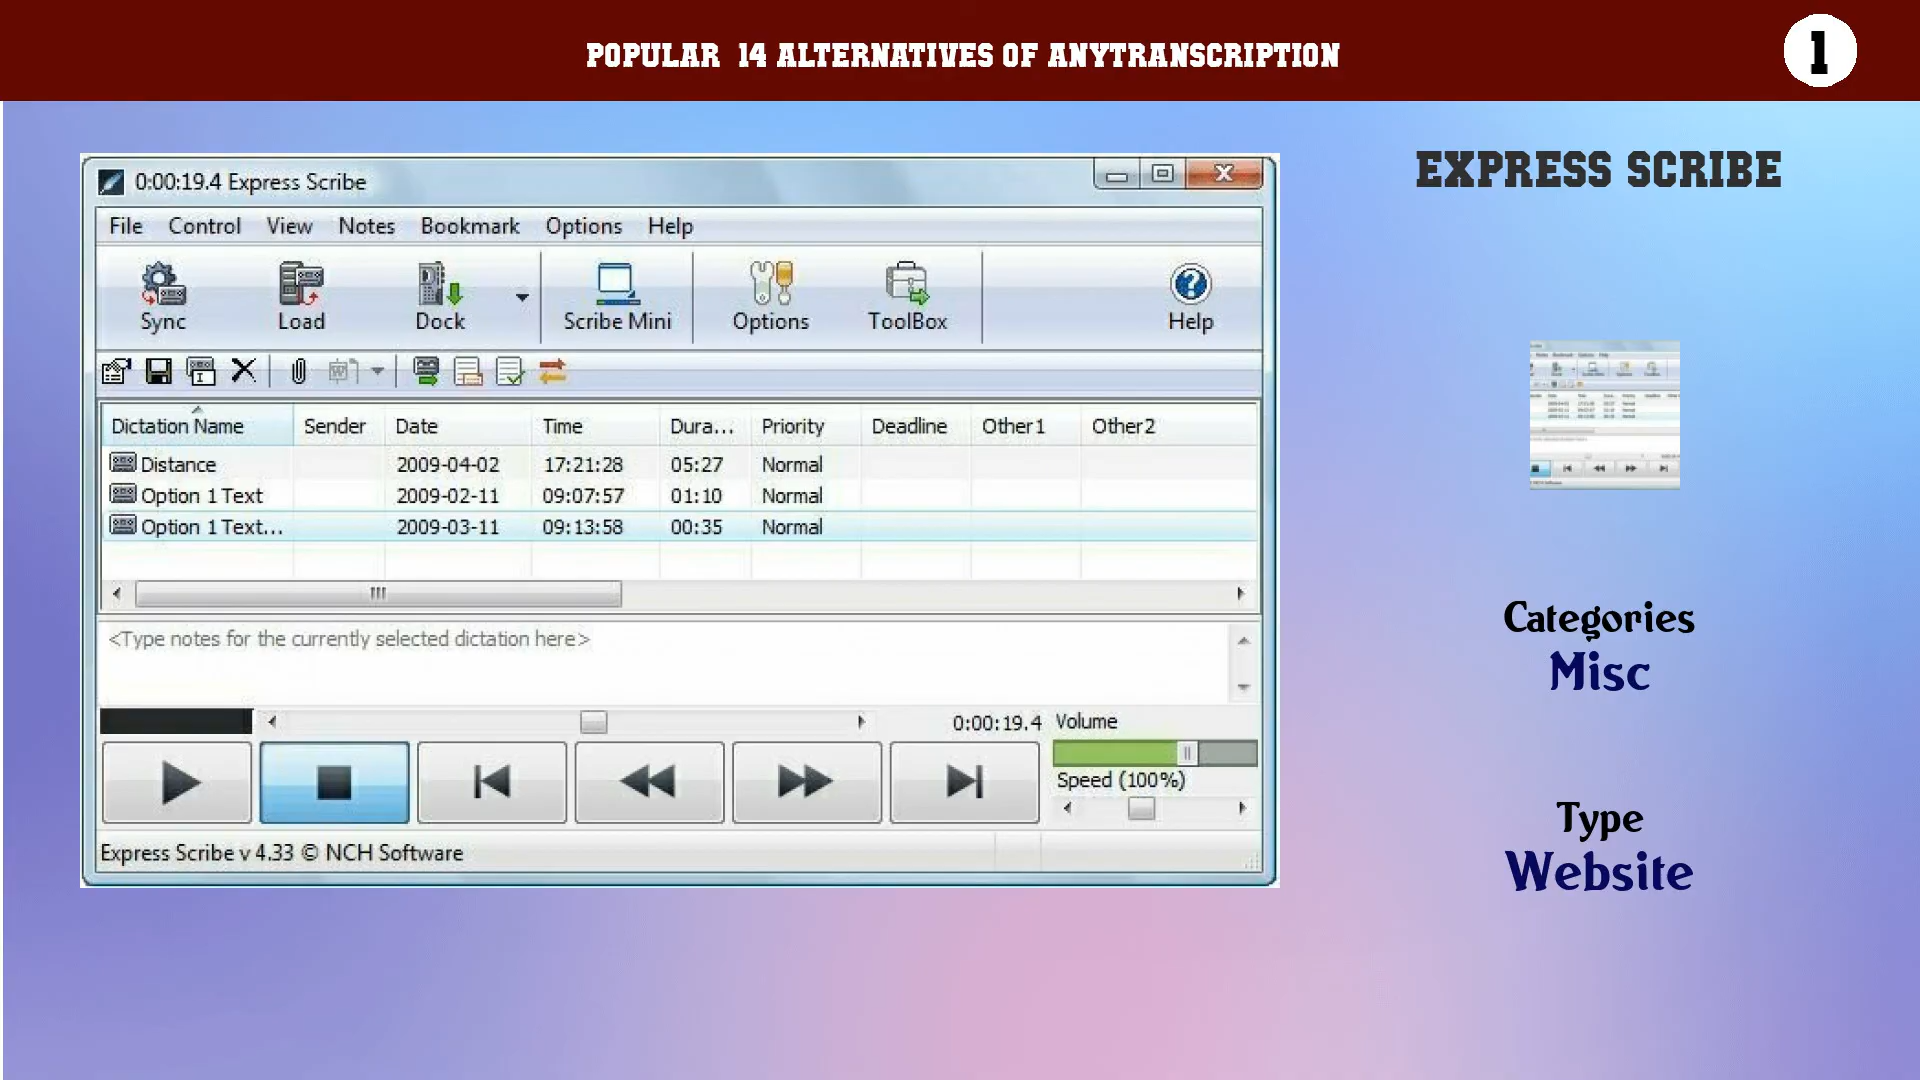 POPULAR 14 ALTERNATIVES OF ANYTRANSCRIPTION
1
EXPRESS SCRIBE
0:00:19.4 Express Scribe
File Control View Notes Bookmark Options Help
Sync Load Dock Scribe Mini Options ToolBox Help
Dictation Name Sender Date Time Dura... Priority Deadline Other1 Other2
Distance 2009-04-02 17:21:28 05:27 Normal
Option 1 Text 2009-02-11 09:07:57 01:10 Normal
Option 1 Text... 2009-03-11 09:13:58 00:35 Normal
<Type notes for the currently selected dictation here>
0:00:19.4 Volume
Speed (100%)
Express Scribe v 4.33 © NCH Software
Categories
Misc
Type
Website